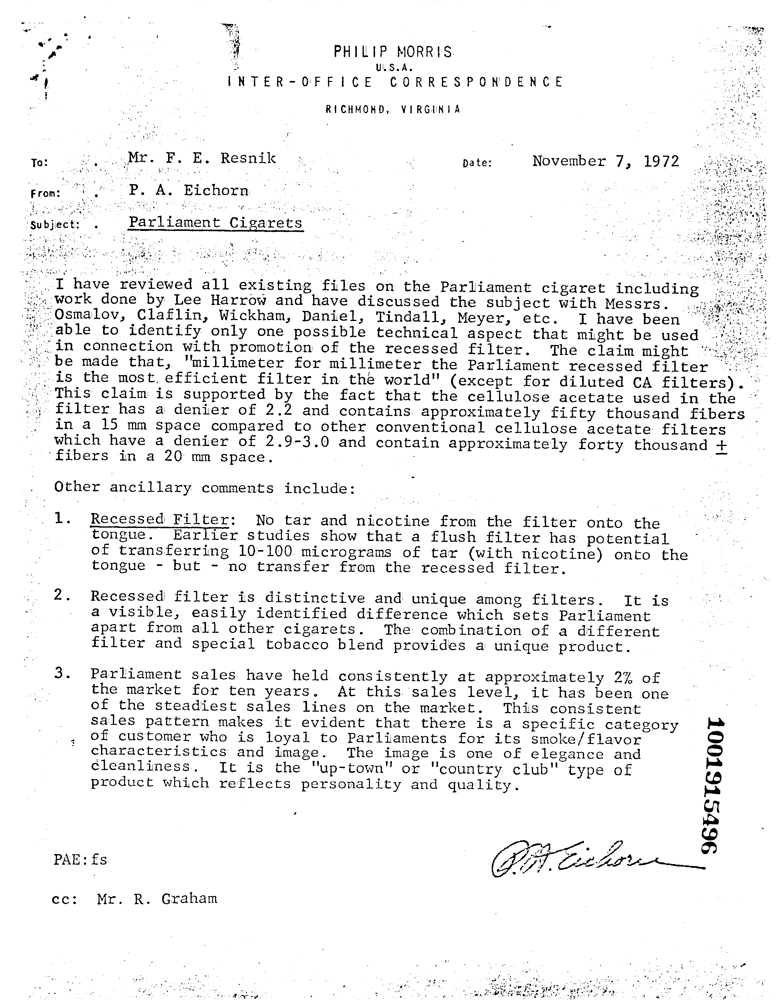 PHILIP MORRIS
U.S.A.
INTER-OFFICE CORRESPONDENCE
RICHMOND, VIRGINIA
To: Mr. F. E. Resnik Date: November 7, 1972
From: P. A. Eichorn
Subject: Parliament Cigarets
I have reviewed all existing files on the Parliament cigaret including
work done by Lee Harrow and have discussed the subject with Messrs.
Osmalov, Claflin, Wickham, Daniel, Tindall, Meyer, etc. I have been
able to identify only one possible technical aspect that might be used
in connection with promotion of the recessed filter. The claim might
be made that, "millimeter for millimeter the Parliament recessed filter
is the most efficient filter in the world" (except for diluted CA filters).
This claim is supported by the fact that the cellulose acetate used in the
filter has a denier of 2.2 and contains approximately fifty thousand fibers
in a 15 mm space compared to other conventional cellulose acetate filters
which have a denier of 2.9-3.0 and contain approximately forty thousand ±
fibers in a 20 mm space.
Other ancillary comments include:
1. Recessed Filter: No tar and nicotine from the filter onto the
tongue. Earlier studies show that a flush filter has potential
of transferring 10-100 micrograms of tar (with nicotine) onto the
tongue - but - no transfer from the recessed filter.
2. Recessed filter is distinctive and unique among filters. It is
a visible, easily identified difference which sets Parliament
apart from all other cigarets. The combination of a different
filter and special tobacco blend provides a unique product.
3. Parliament sales have held consistently at approximately 2% of
the market for ten years. At this sales level, it has been one
of the steadiest sales lines on the market. This consistent
sales pattern makes it evident that there is a specific category
of customer who is loyal to Parliaments for its smoke/flavor
characteristics and image. The image is one of elegance and
cleanliness. It is the "up-town" or "country club" type of
product which reflects personality and quality.
PAE:fs
P.A. Eichorn
cc: Mr. R. Graham
1001915496